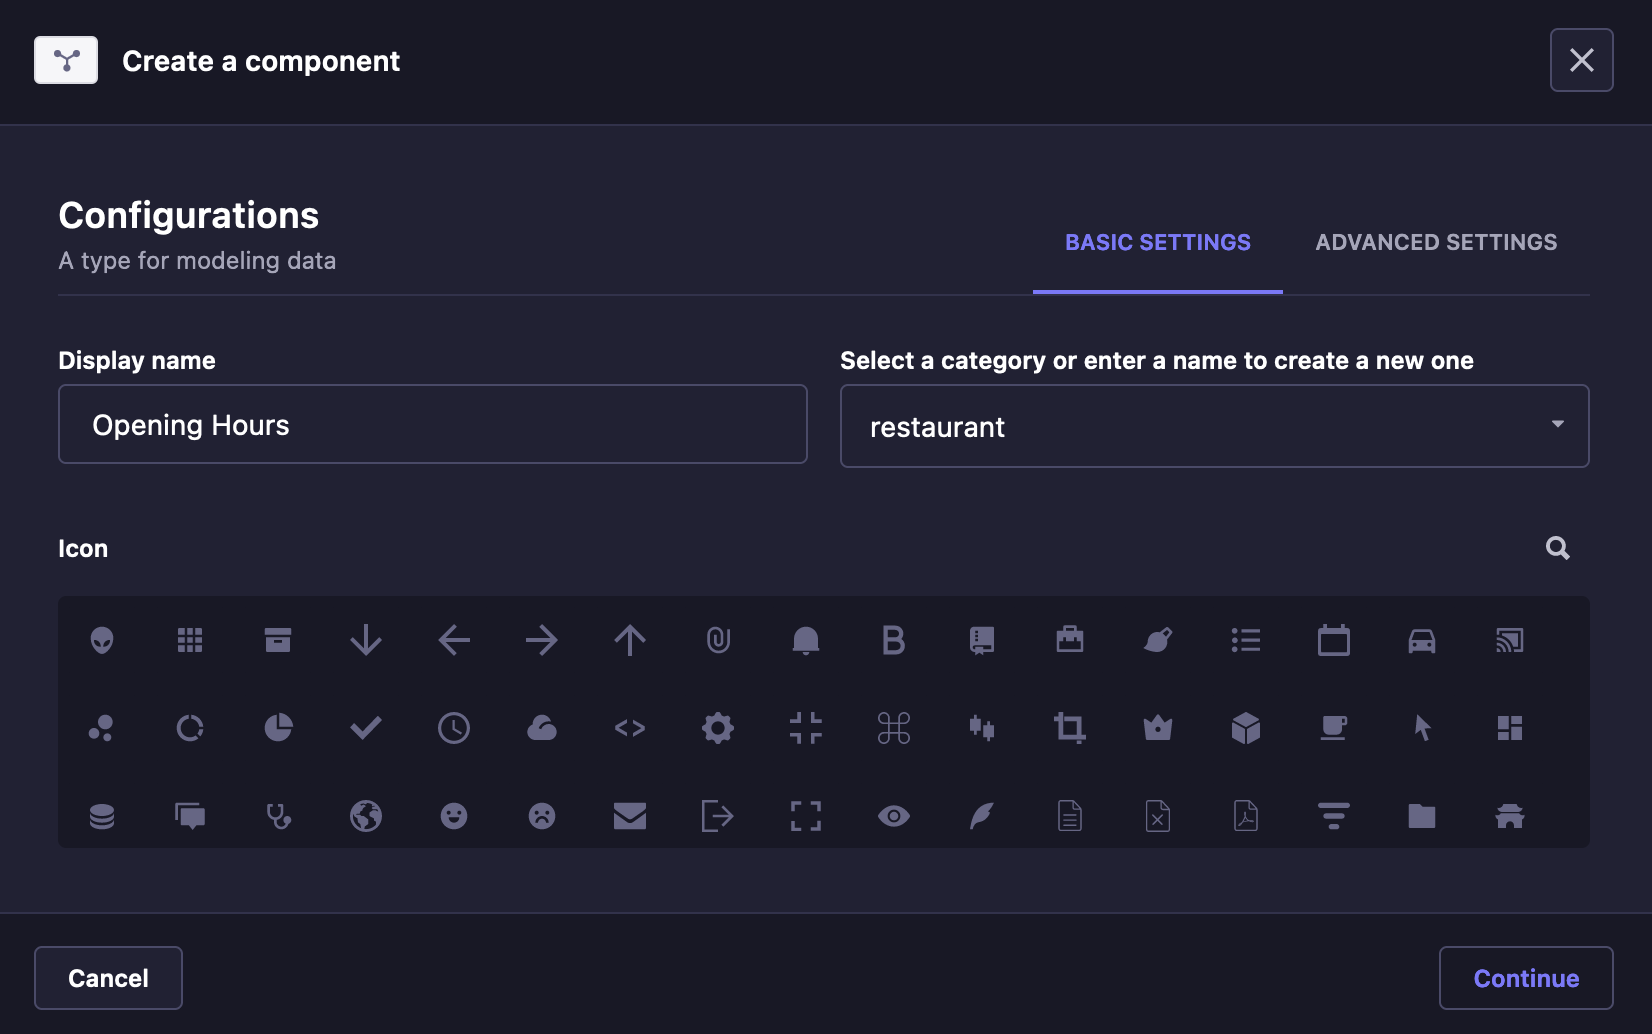 Create a component
Configurations
A type for modeling data
BASIC SETTINGS
ADVANCED SETTINGS
Display name
Select a category or enter a name to create a new one
Opening Hours
restaurant
Icon
Cancel
Continue